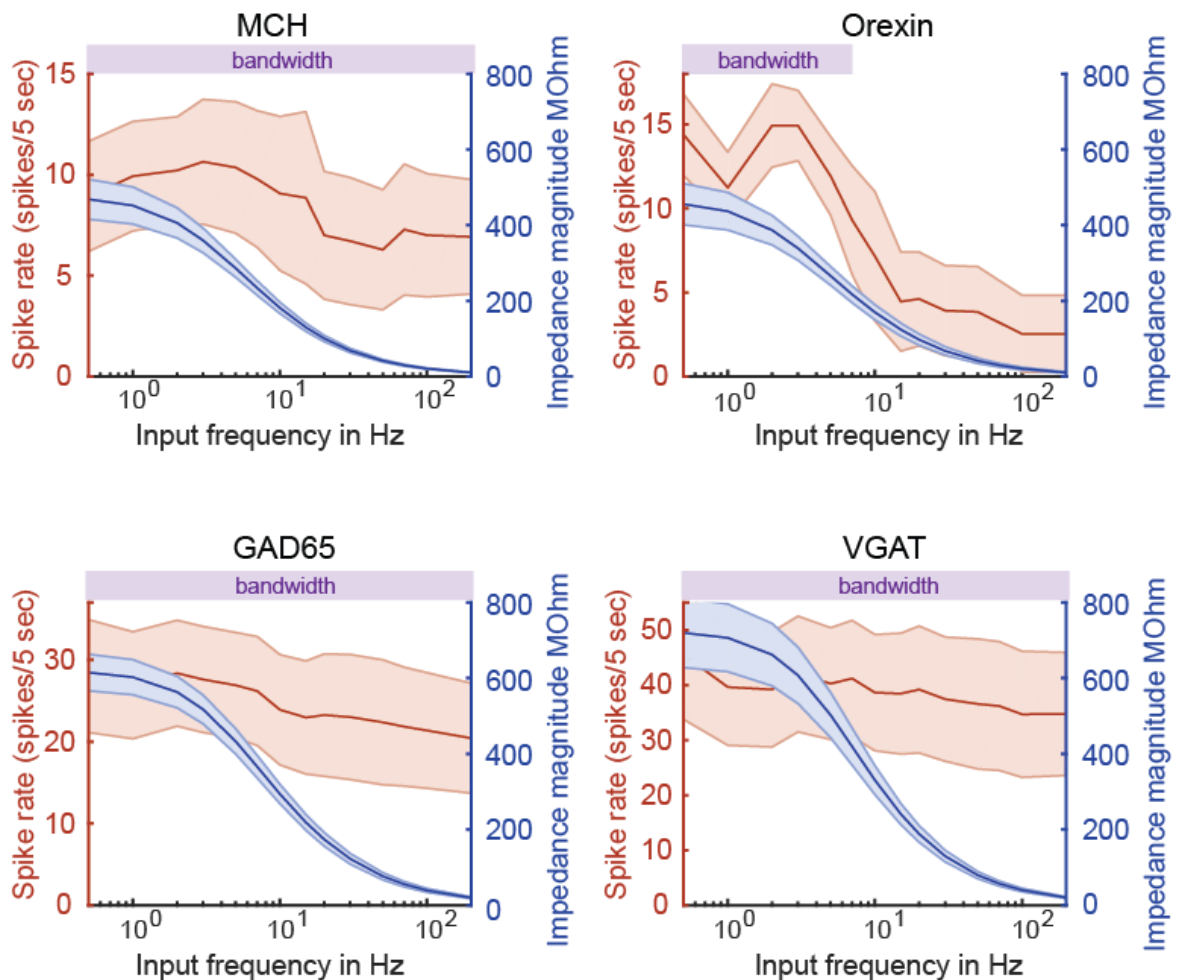 MCH
bandwidth
Spike rate (spikes/5 sec)
15
10
5
0
800
600
400
200
0
Impedance magnitude MOhm
10^0
10^1
10^2
Input frequency in Hz
Orexin
bandwidth
Spike rate (spikes/5 sec)
15
10
5
0
800
600
400
200
0
Impedance magnitude MOhm
10^0
10^1
10^2
Input frequency in Hz
GAD65
bandwidth
Spike rate (spikes/5 sec)
30
20
10
0
800
600
400
200
0
Impedance magnitude MOhm
10^0
10^1
10^2
Input frequency in Hz
VGAT
bandwidth
Spike rate (spikes/5 sec)
50
40
30
20
10
0
800
600
400
200
0
Impedance magnitude MOhm
10^0
10^1
10^2
Input frequency in Hz